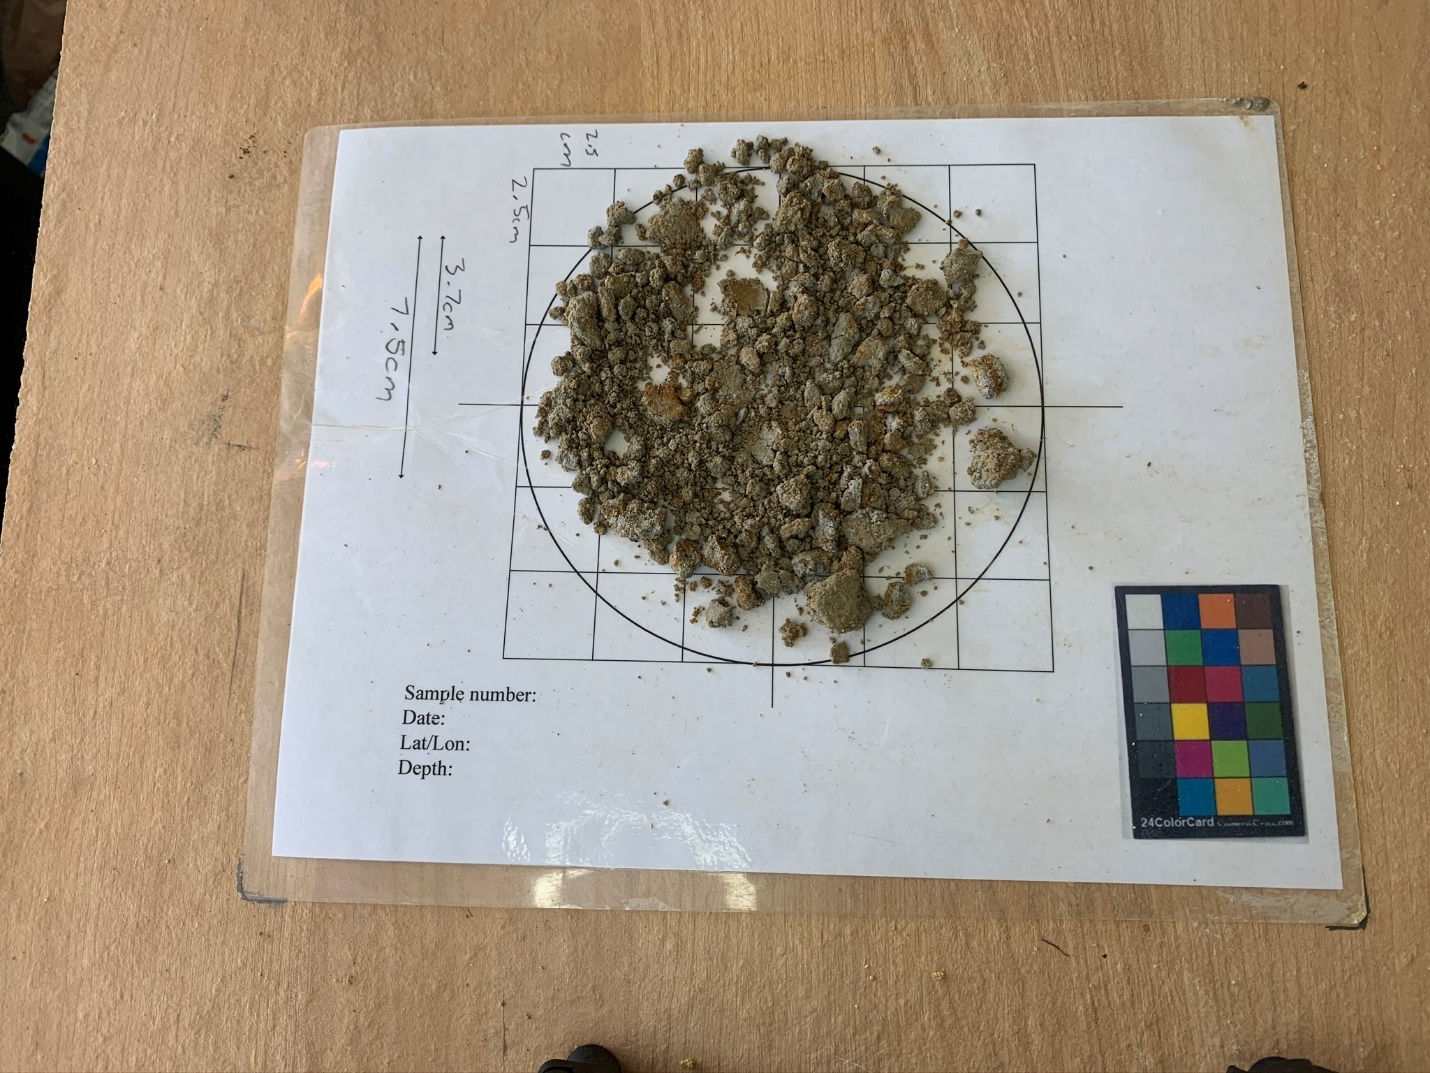 2.5
cm
2.5cm
3.7cm
7.5cm
Sample number:
Date:
Lat/Lon:
Depth:
24ColorCard